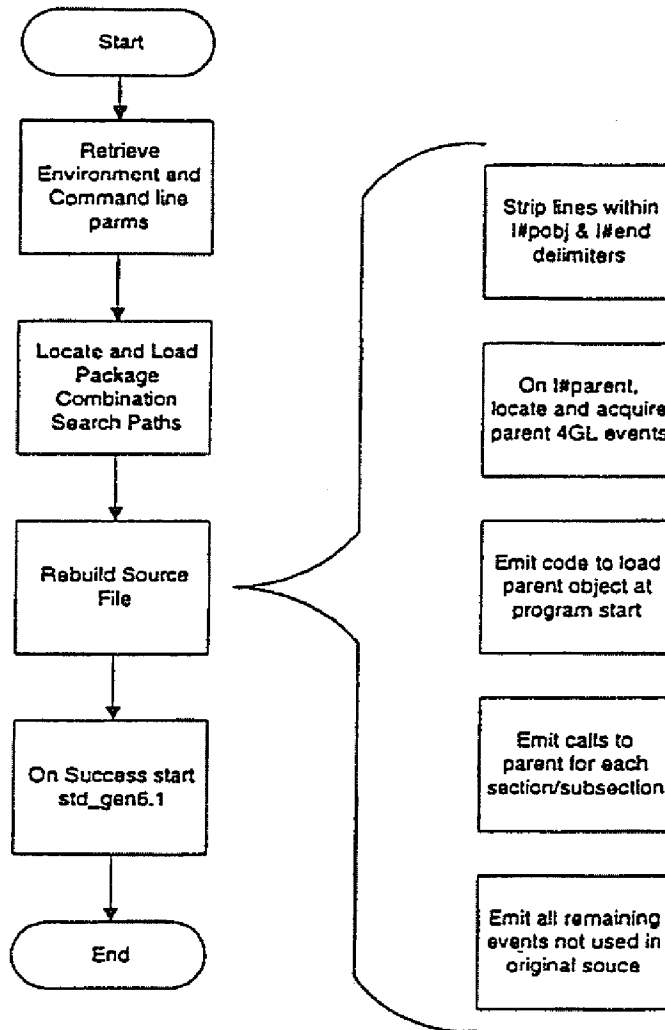 Start
Retrieve
Environment and
Command line
parms
Locate and Load
Package
Combination
Search Paths
Rebuild Source
File
On Success start
std_gen6.1
End
Strip lines within
l#pobj & l#end
delimiters
On l#parent,
locate and acquire
parent 4GL events
Emit code to load
parent object at
program start
Emit calls to
parent for each
section/subsection
Emit all remaining
events not used in
original souce